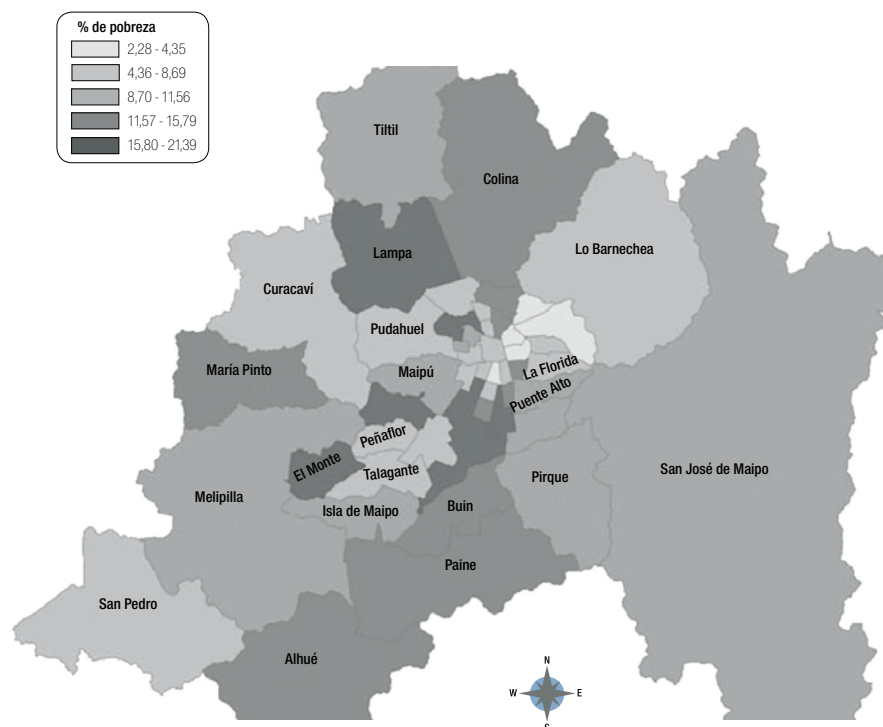 % de pobreza
2,28 - 4,35
4,36 - 8,69
8,70 - 11,56
11,57 - 15,79
15,80 - 21,39
Tiltil
Colina
Lo Barnechea
Lampa
Curacaví
Pudahuel
María Pinto
Maipú
La Florida
Puente Alto
Peñaflor
El Monte
Talagante
San José de Maipo
Pirque
Melipilla
Isla de Maipo
Buin
Paine
San Pedro
Alhué
N
W
E
S